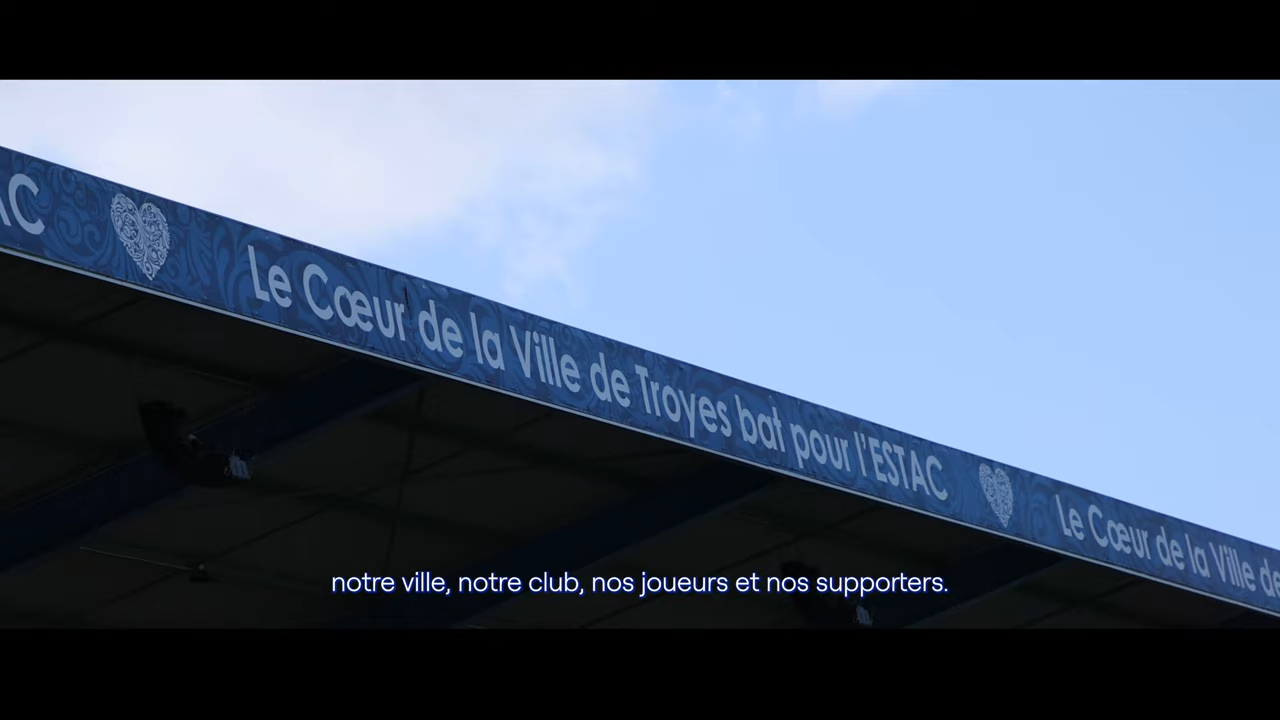 AC
Le Cœur de la Ville de Troyes bat pour l'ESTAC
Le Cœur de la Ville de
notre ville, notre club, nos joueurs et nos supporters.